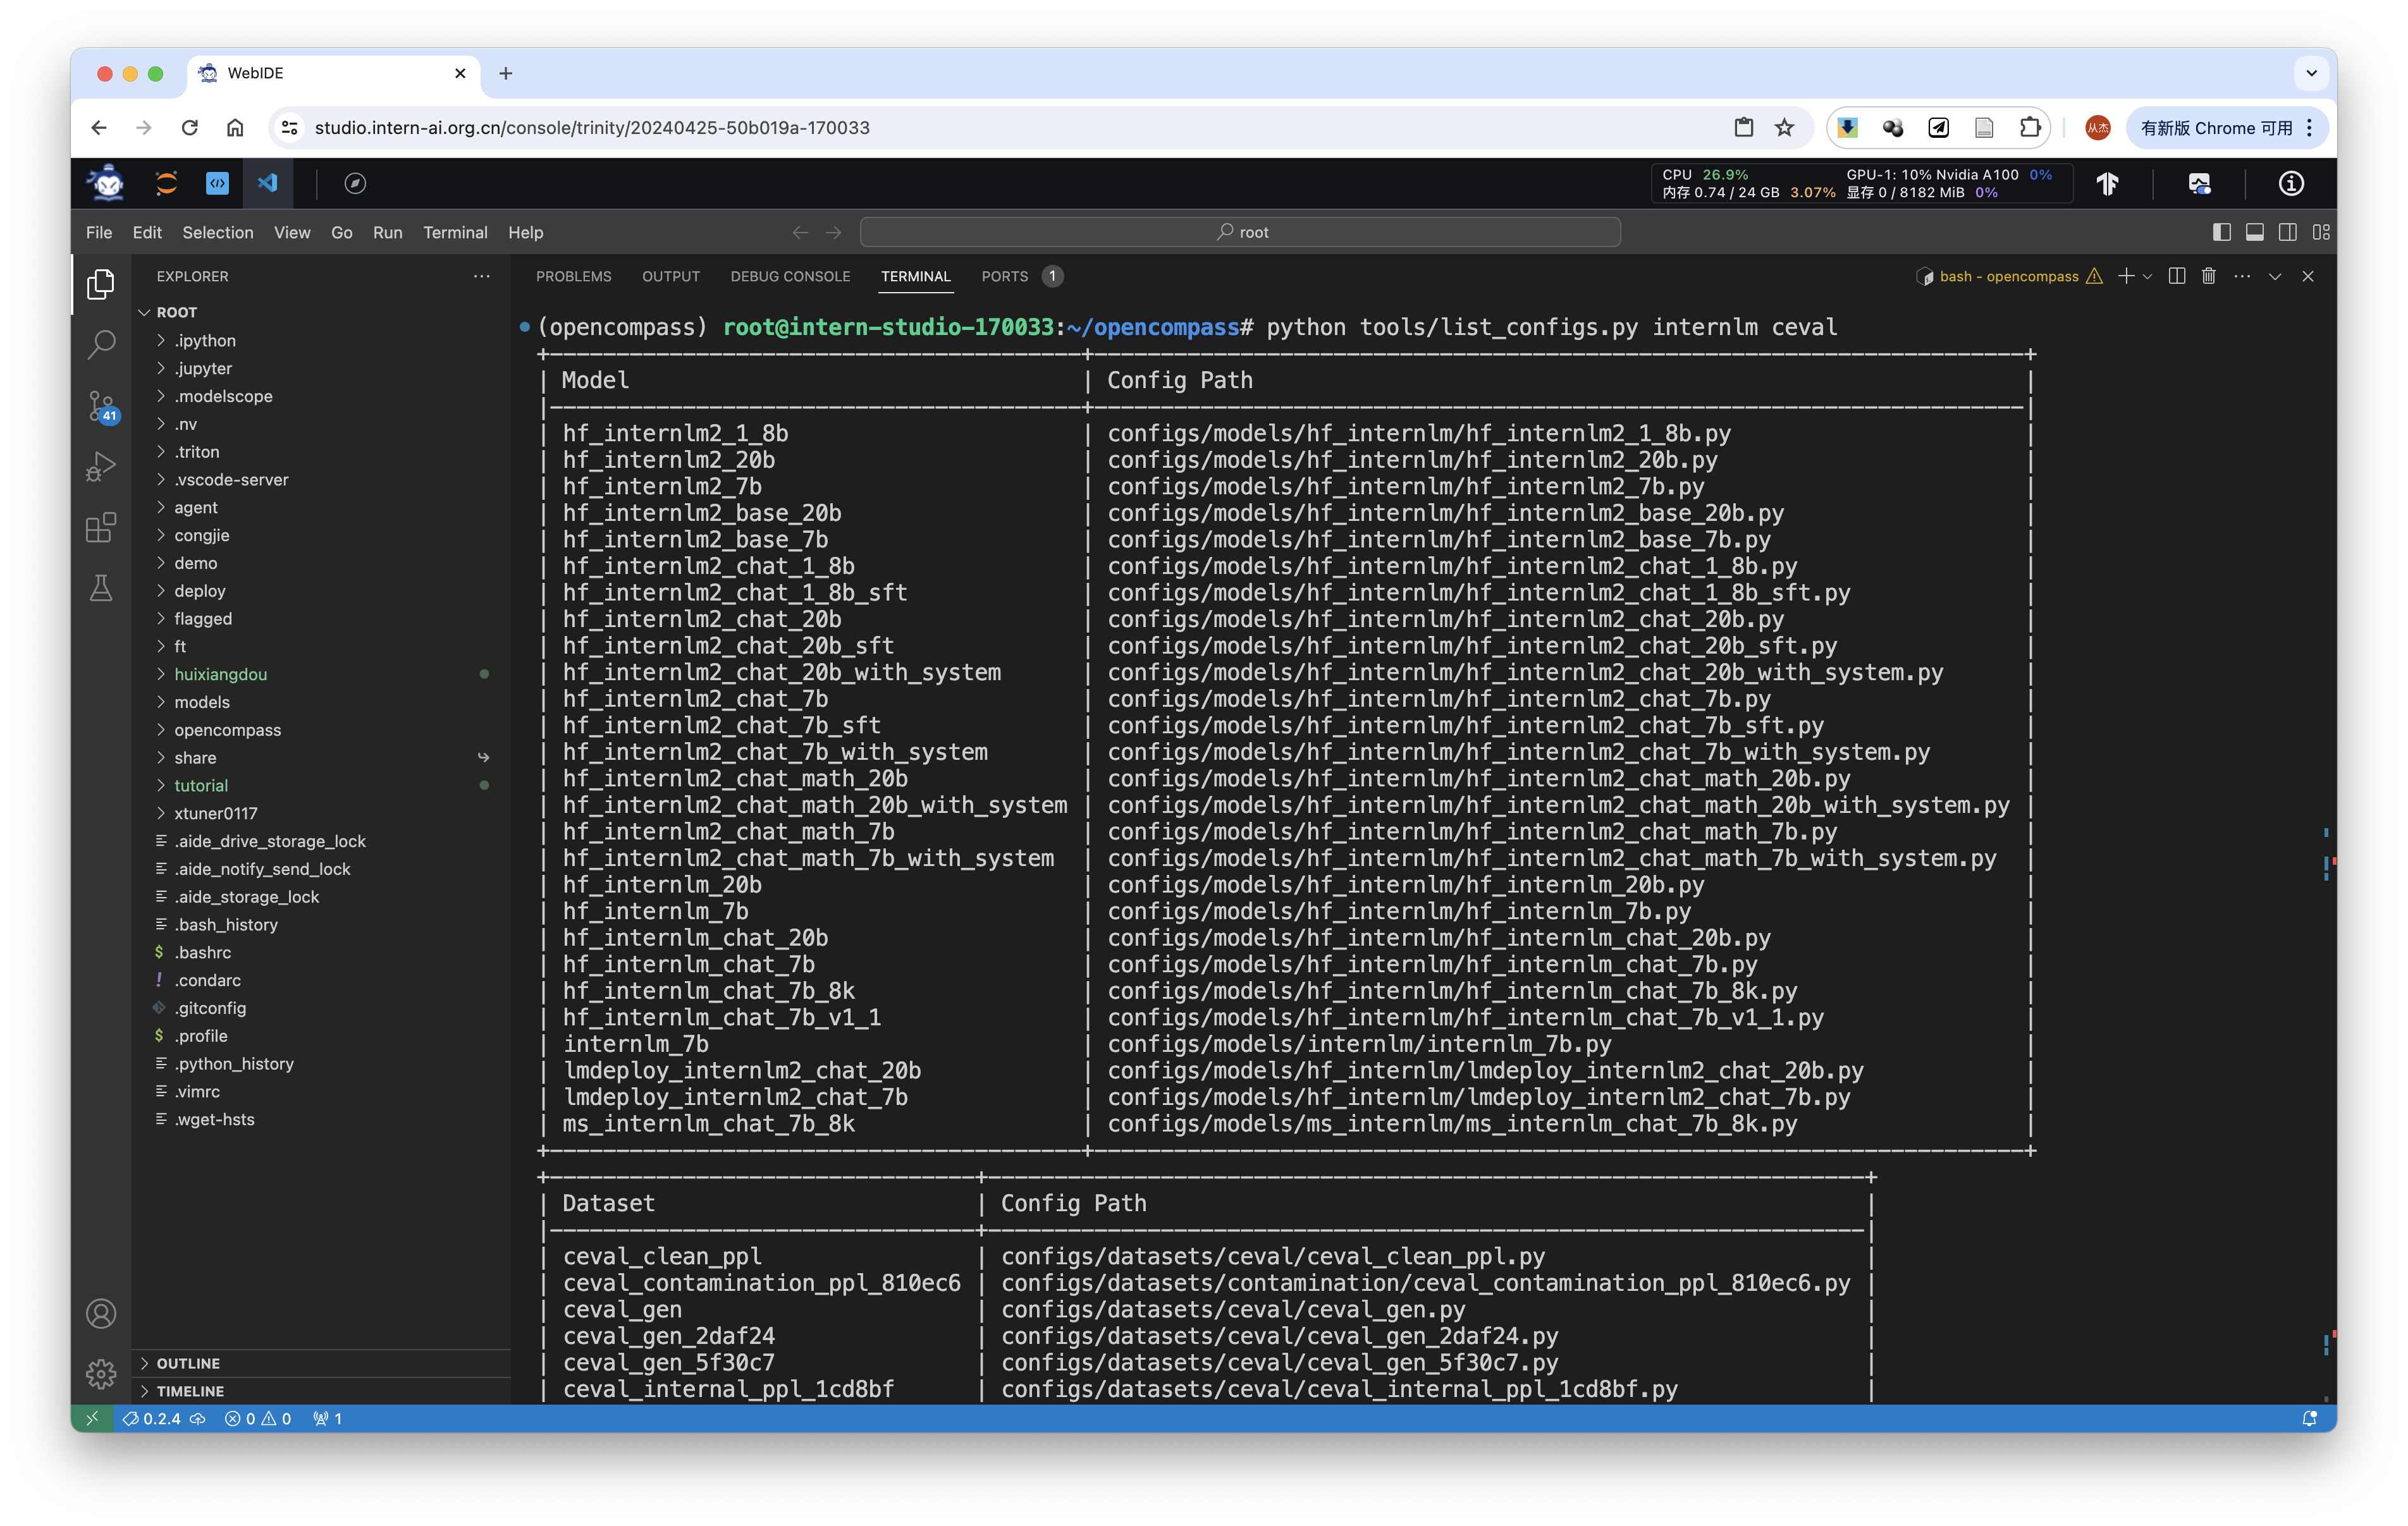 WebIDE
studio.intern-ai.org.cn/console/trinity/20240425-50b019a-170033
从杰
有新版 Chrome 可用
CPU 26.9%
GPU-1: 10% Nvidia A100 0%
内存 0.74 / 24 GB 3.07%
显存 0 / 8182 MiB 0%
File Edit Selection View Go Run Terminal Help
root
EXPLORER
PROBLEMS OUTPUT DEBUG CONSOLE TERMINAL PORTS 1
bash - opencompass
ROOT
.ipython
.jupyter
.modelscope
.nv
.triton
.vscode-server
agent
congjie
demo
deploy
flagged
ft
huixiangdou
models
opencompass
share
tutorial
xtuner0117
.aide_drive_storage_lock
.aide_notify_send_lock
.aide_storage_lock
.bash_history
.bashrc
.condarc
.gitconfig
.profile
.python_history
.vimrc
.wget-hsts
OUTLINE
TIMELINE
41
(opencompass) root@intern-studio-170033:~/opencompass# python tools/list_configs.py internlm ceval
| Model | Config Path |
| hf_internlm2_1_8b | configs/models/hf_internlm/hf_internlm2_1_8b.py |
| hf_internlm2_20b | configs/models/hf_internlm/hf_internlm2_20b.py |
| hf_internlm2_7b | configs/models/hf_internlm/hf_internlm2_7b.py |
| hf_internlm2_base_20b | configs/models/hf_internlm/hf_internlm2_base_20b.py |
| hf_internlm2_base_7b | configs/models/hf_internlm/hf_internlm2_base_7b.py |
| hf_internlm2_chat_1_8b | configs/models/hf_internlm/hf_internlm2_chat_1_8b.py |
| hf_internlm2_chat_1_8b_sft | configs/models/hf_internlm/hf_internlm2_chat_1_8b_sft.py |
| hf_internlm2_chat_20b | configs/models/hf_internlm/hf_internlm2_chat_20b.py |
| hf_internlm2_chat_20b_sft | configs/models/hf_internlm/hf_internlm2_chat_20b_sft.py |
| hf_internlm2_chat_20b_with_system | configs/models/hf_internlm/hf_internlm2_chat_20b_with_system.py |
| hf_internlm2_chat_7b | configs/models/hf_internlm/hf_internlm2_chat_7b.py |
| hf_internlm2_chat_7b_sft | configs/models/hf_internlm/hf_internlm2_chat_7b_sft.py |
| hf_internlm2_chat_7b_with_system | configs/models/hf_internlm/hf_internlm2_chat_7b_with_system.py |
| hf_internlm2_chat_math_20b | configs/models/hf_internlm/hf_internlm2_chat_math_20b.py |
| hf_internlm2_chat_math_20b_with_system | configs/models/hf_internlm/hf_internlm2_chat_math_20b_with_system.py |
| hf_internlm2_chat_math_7b | configs/models/hf_internlm/hf_internlm2_chat_math_7b.py |
| hf_internlm2_chat_math_7b_with_system | configs/models/hf_internlm/hf_internlm2_chat_math_7b_with_system.py |
| hf_internlm_20b | configs/models/hf_internlm/hf_internlm_20b.py |
| hf_internlm_7b | configs/models/hf_internlm/hf_internlm_7b.py |
| hf_internlm_chat_20b | configs/models/hf_internlm/hf_internlm_chat_20b.py |
| hf_internlm_chat_7b | configs/models/hf_internlm/hf_internlm_chat_7b.py |
| hf_internlm_chat_7b_8k | configs/models/hf_internlm/hf_internlm_chat_7b_8k.py |
| hf_internlm_chat_7b_v1_1 | configs/models/hf_internlm/hf_internlm_chat_7b_v1_1.py |
| internlm_7b | configs/models/internlm/internlm_7b.py |
| lmdeploy_internlm2_chat_20b | configs/models/hf_internlm/lmdeploy_internlm2_chat_20b.py |
| lmdeploy_internlm2_chat_7b | configs/models/hf_internlm/lmdeploy_internlm2_chat_7b.py |
| ms_internlm_chat_7b_8k | configs/models/ms_internlm/ms_internlm_chat_7b_8k.py |
| Dataset | Config Path |
| ceval_clean_ppl | configs/datasets/ceval/ceval_clean_ppl.py |
| ceval_contamination_ppl_810ec6 | configs/datasets/contamination/ceval_contamination_ppl_810ec6.py |
| ceval_gen | configs/datasets/ceval/ceval_gen.py |
| ceval_gen_2daf24 | configs/datasets/ceval/ceval_gen_2daf24.py |
| ceval_gen_5f30c7 | configs/datasets/ceval/ceval_gen_5f30c7.py |
| ceval_internal_ppl_1cd8bf | configs/datasets/ceval/ceval_internal_ppl_1cd8bf.py |
0.2.4 0 0 1